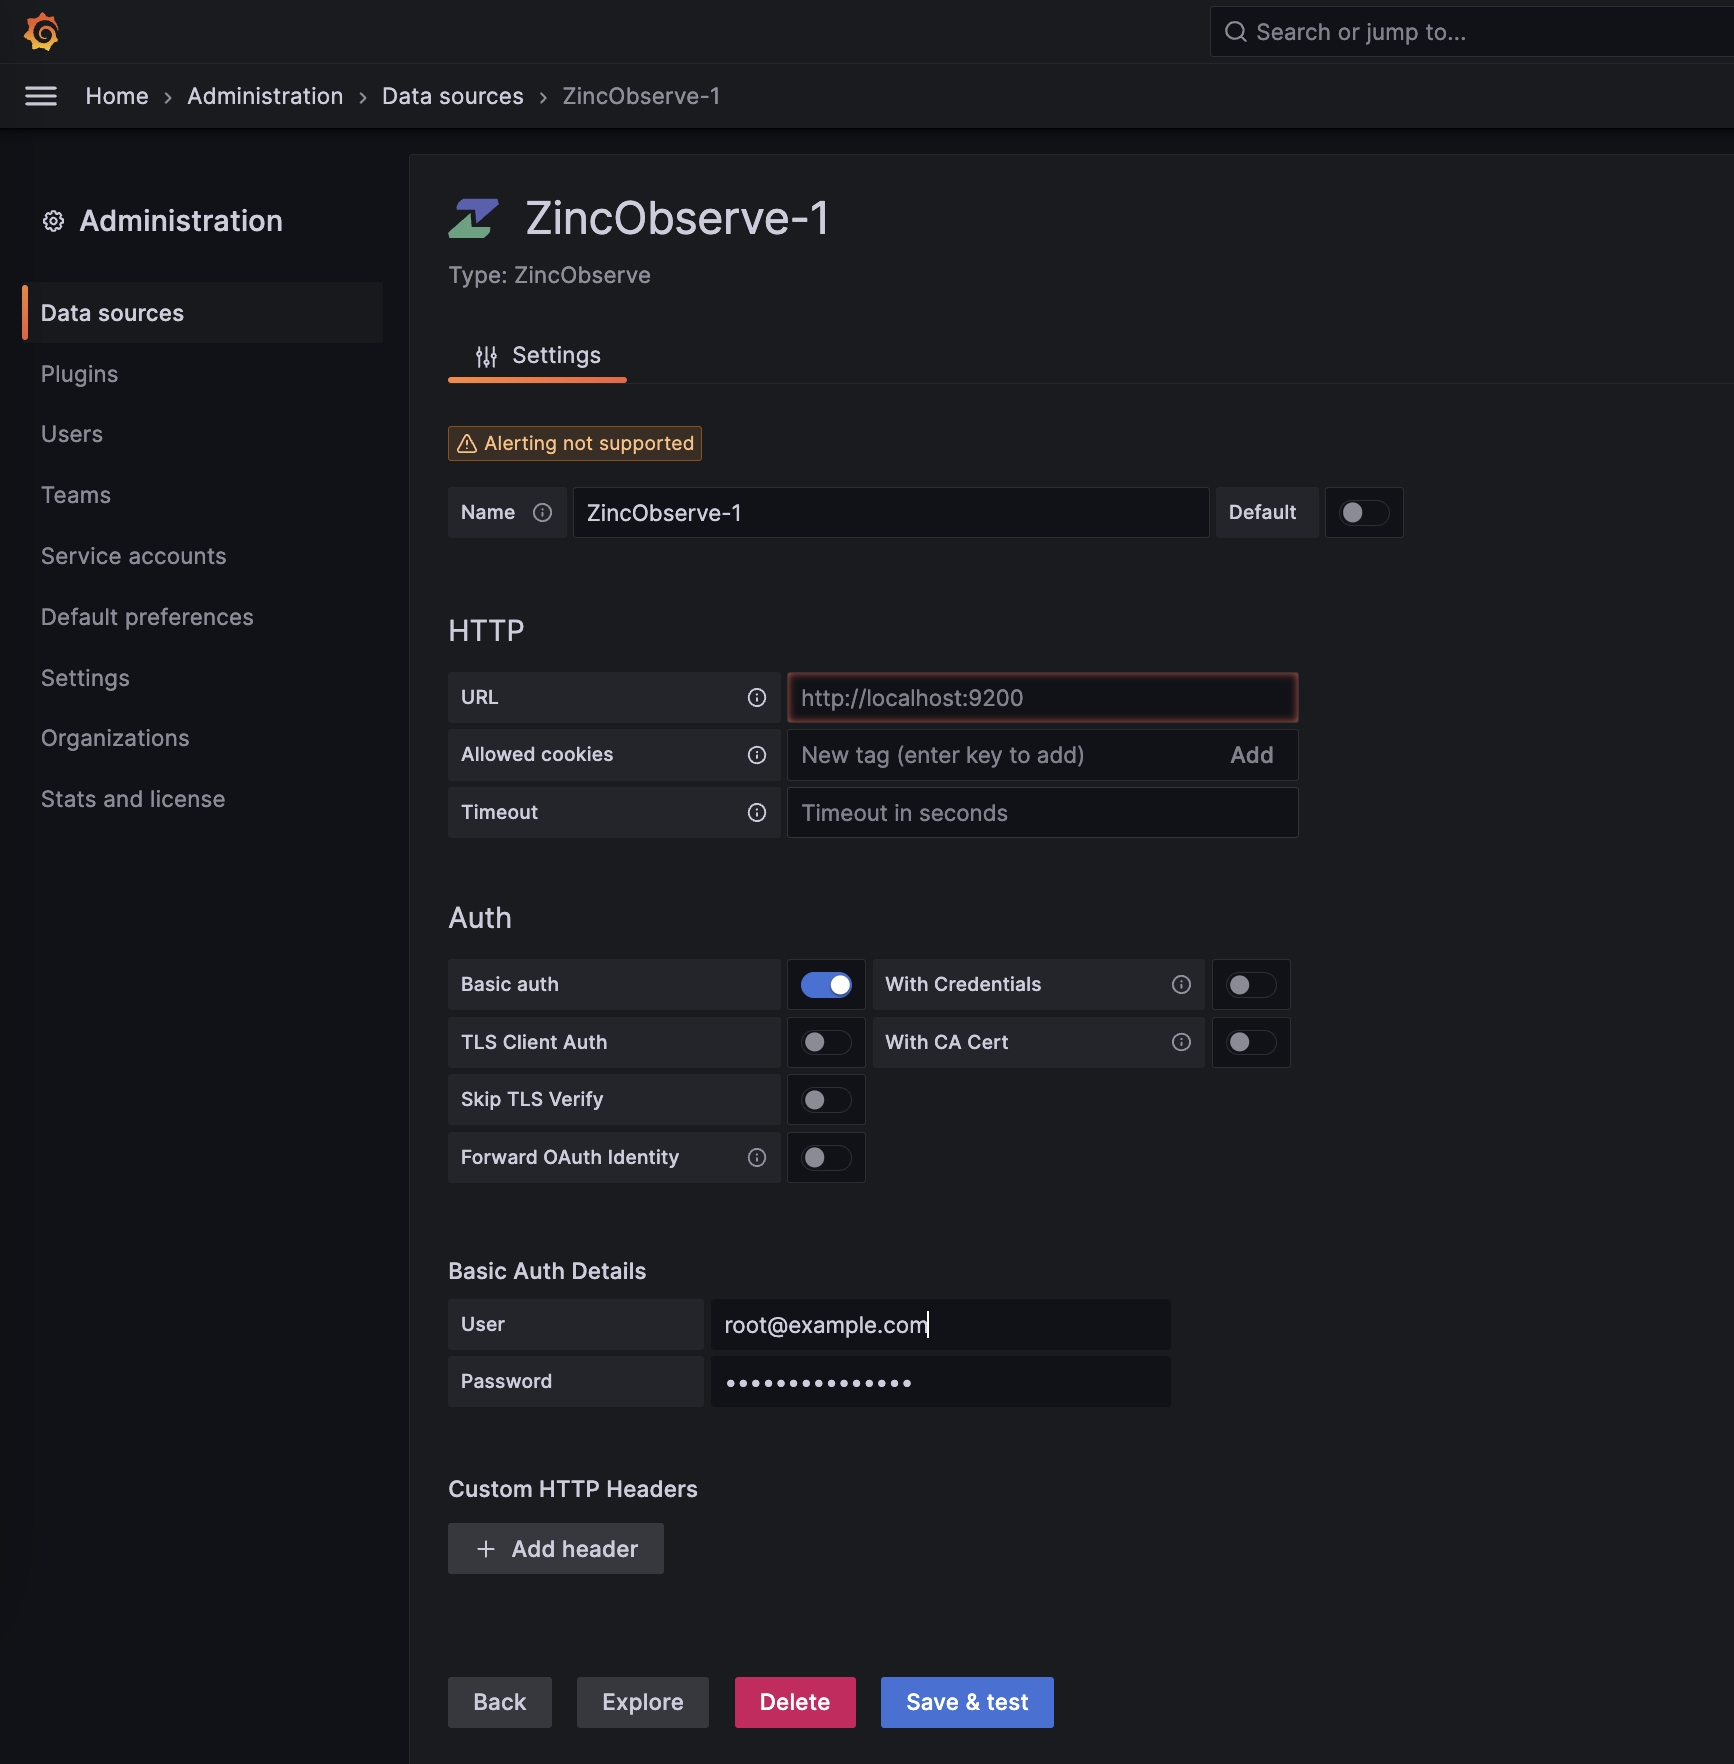 Search or jump to...
Home › Administration › Data sources › ZincObserve-1
Administration
Data sources
Plugins
Users
Teams
Service accounts
Default preferences
Settings
Organizations
Stats and license
ZincObserve-1
Type: ZincObserve
Settings
Alerting not supported
Name ZincObserve-1 Default
HTTP
URL http://localhost:9200
Allowed cookies New tag (enter key to add) Add
Timeout Timeout in seconds
Auth
Basic auth With Credentials
TLS Client Auth With CA Cert
Skip TLS Verify
Forward OAuth Identity
Basic Auth Details
User root@example.com
Password •••••••••••••••
Custom HTTP Headers
+ Add header
Back Explore Delete Save & test